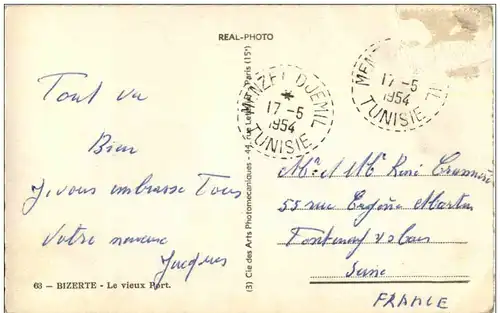 REAL-PHOTO
Tout va
Bien
Je vous embrasse Tous
Votre neveu
Jacques
63 — BIZERTE - Le vieux Port.
(3) Cie des Arts Photomecaniques - 44, rue Paris (15e)
MENZEL DJEMIL
17 -5
1954
TUNISIE
17 -5
1954
TUNISIE
Mr et Me René
55 rue Eugène Martin
Fontenay s/Bois
Seine
FRANCE